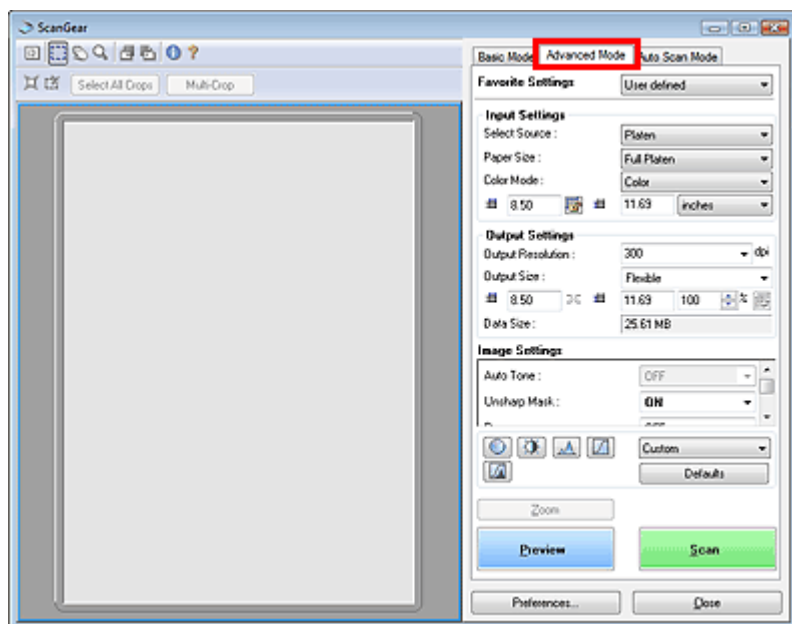 ScanGear
Select All Crops Multi-Crop
Basic Mode Advanced Mode Auto Scan Mode
Favorite Settings User defined
Input Settings
Select Source : Platen
Paper Size : Full Platen
Color Mode : Color
8.50 11.69 inches
Output Settings
Output Resolution : 300 dpi
Output Size : Flexible
8.50 11.69 100 %
Data Size : 25.61 MB
Image Settings
Auto Tone : OFF
Unsharp Mask : ON
OFF
Custom
Defaults
Zoom
Preview Scan
Preferences... Close